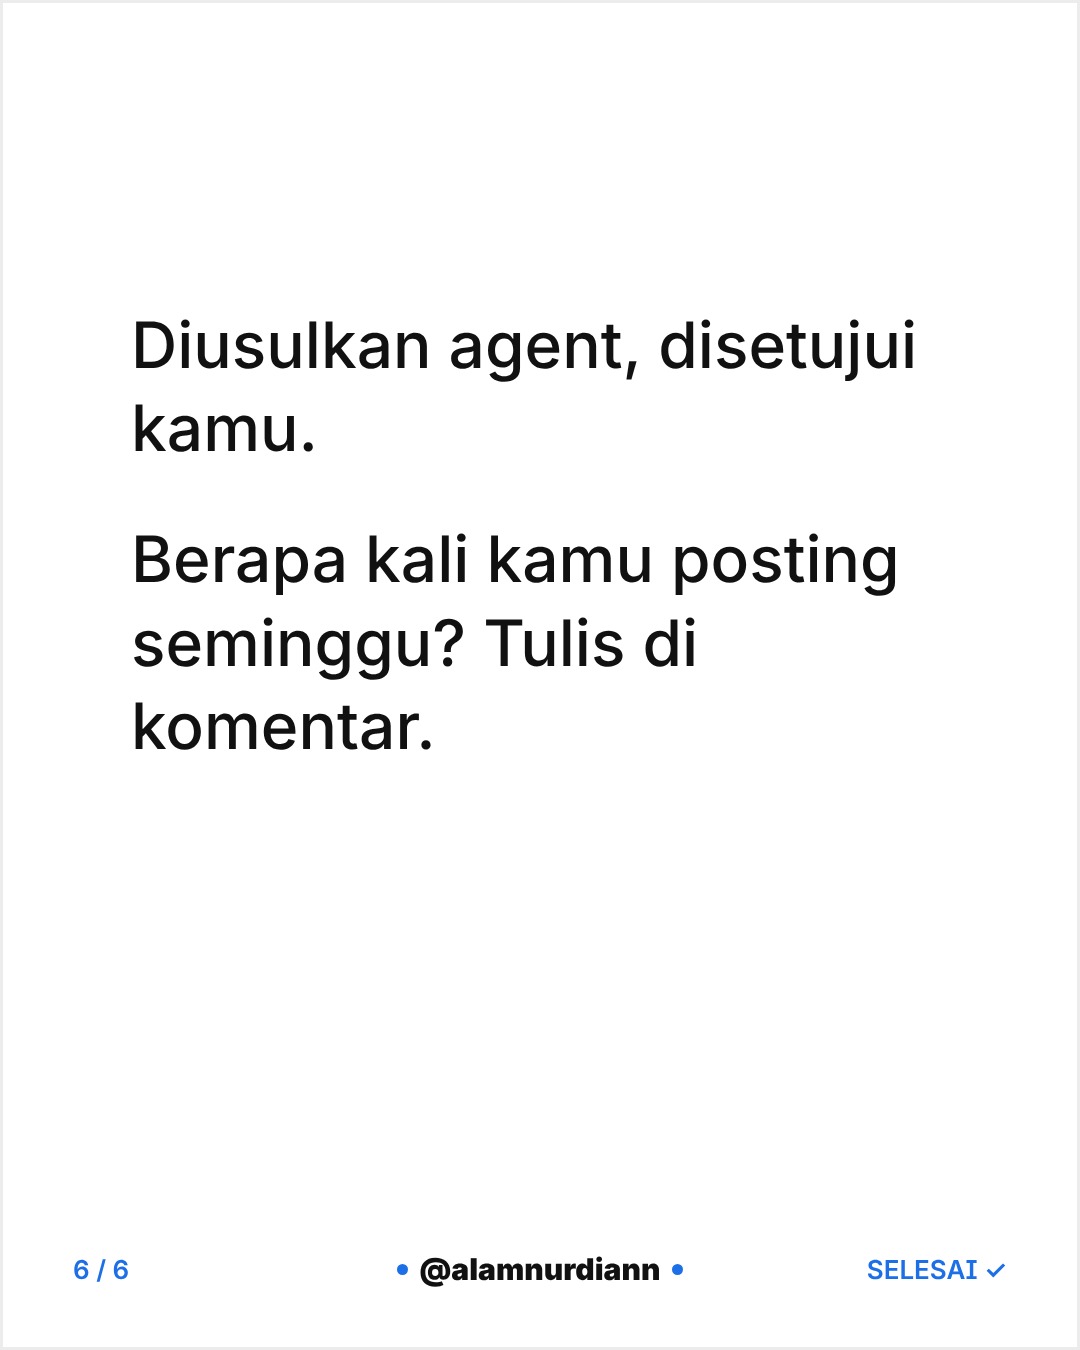 Diusulkan agent, disetujui
kamu.
Berapa kali kamu posting
seminggu? Tulis di
komentar.
6 / 6
• @alamnurdiann •
SELESAI ✓